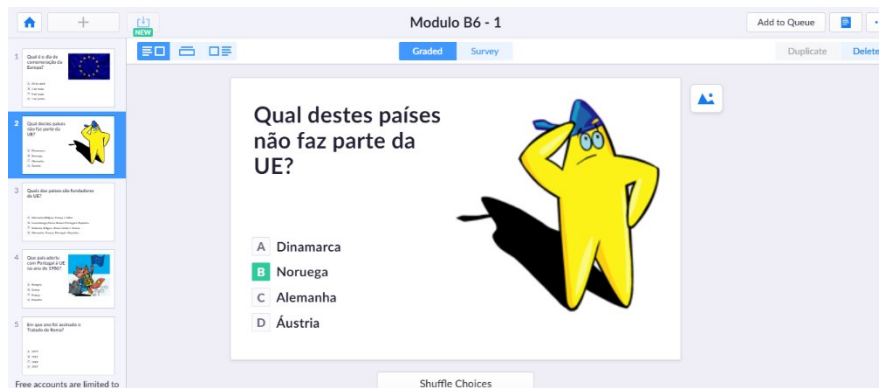 Modulo B6 - 1
Add to Queue
NEW
Graded
Survey
Duplicate
Delete
1
Qual é o dia da
comemoração da
Europa?
2
Qual destes países
não faz parte da
UE?
3
Quais dos países são fundadores
da UE?
4
Que país aderiu
com Portugal à UE
no ano de 1986?
5
Em que ano foi assinado o
Tratado de Roma?
Free accounts are limited to
Qual destes países
não faz parte da
UE?
A Dinamarca
B Noruega
C Alemanha
D Áustria
Shuffle Choices